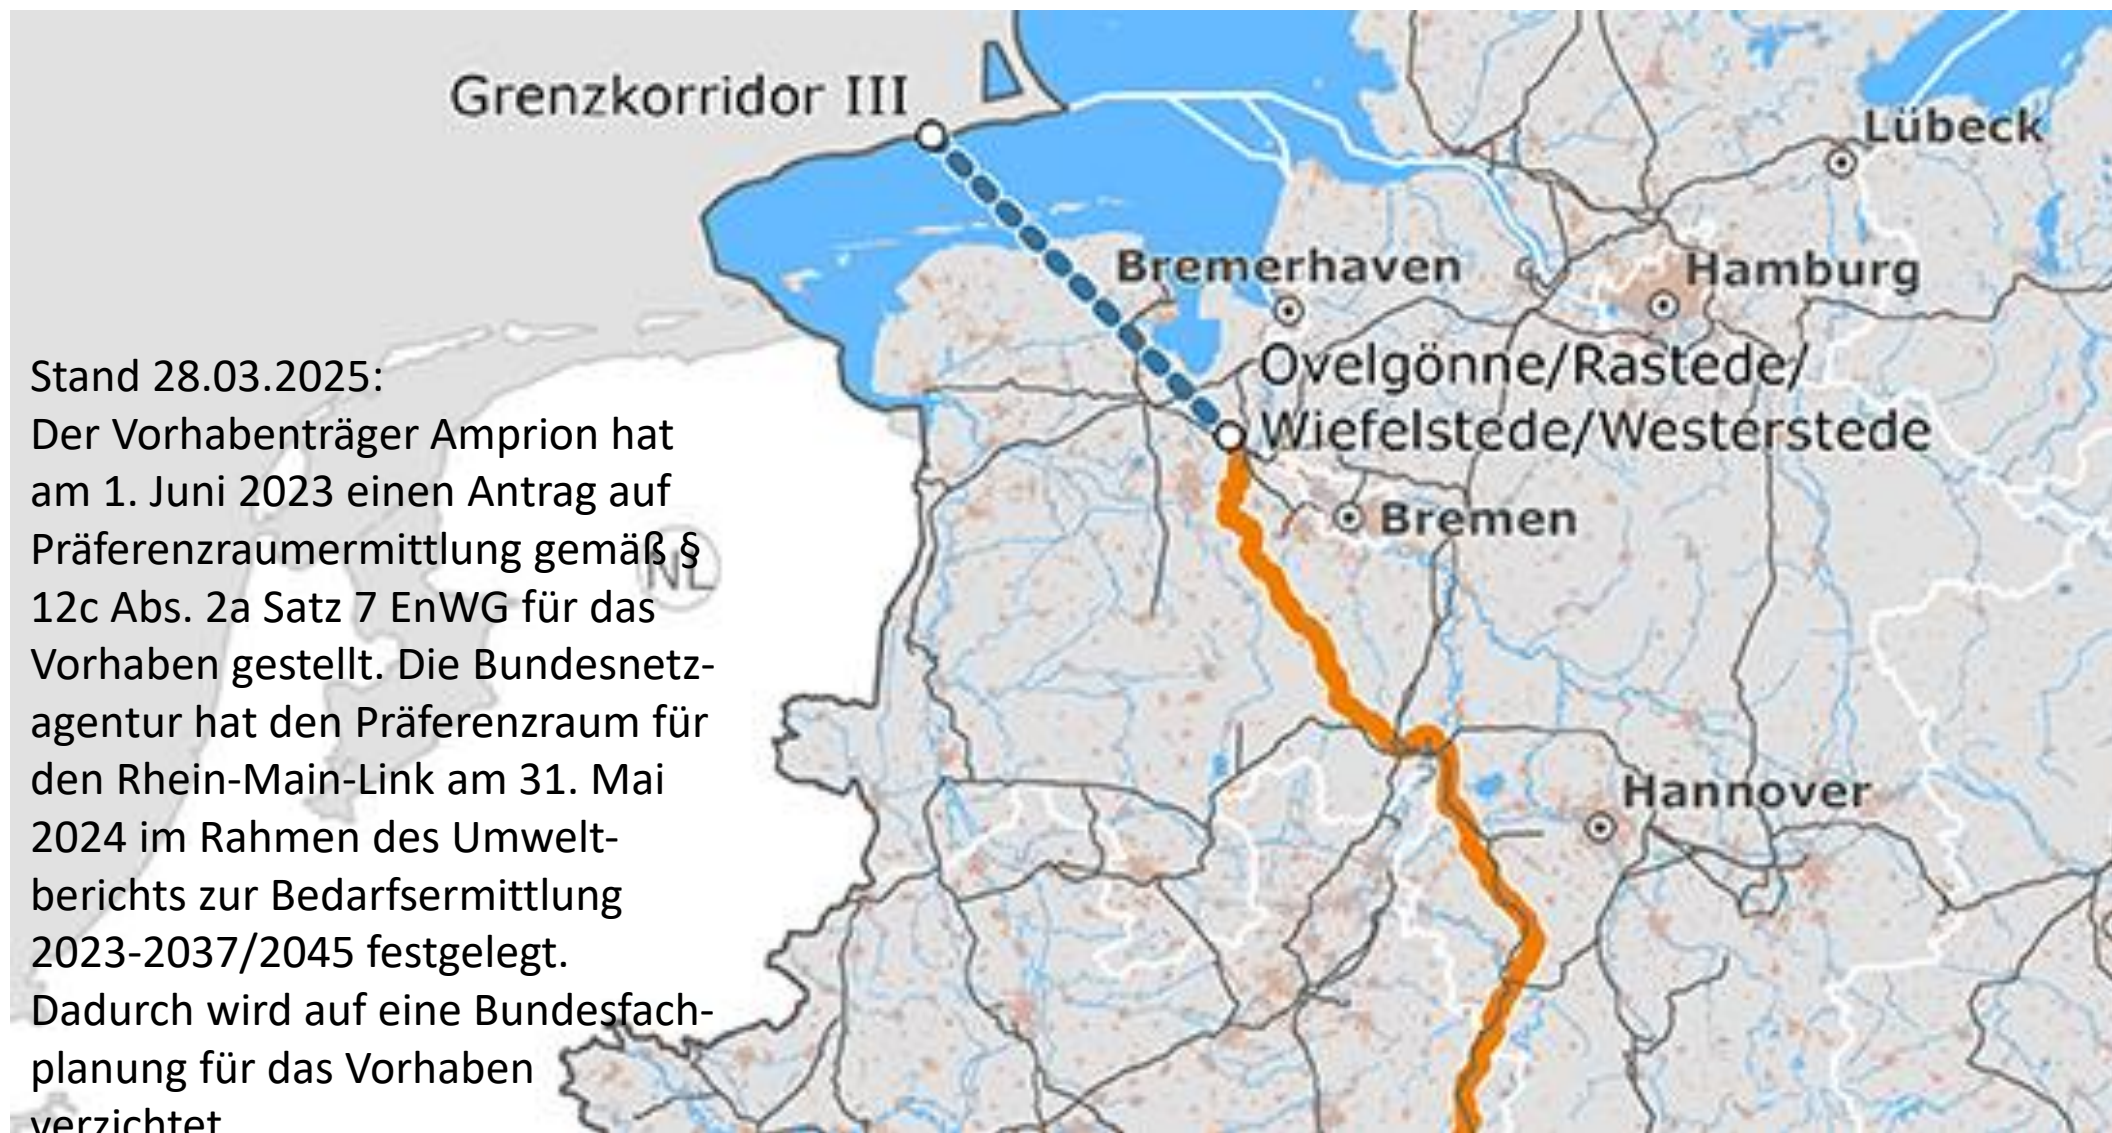 Grenzkorridor III
Lübeck
Bremerhaven
Hamburg
Ovelgönne/Rastede/
Wiefelstede/Westerstede
Bremen
Hannover
NL
Stand 28.03.2025:
Der Vorhabenträger Amprion hat
am 1. Juni 2023 einen Antrag auf
Präferenzraumermittlung gemäß §
12c Abs. 2a Satz 7 EnWG für das
Vorhaben gestellt. Die Bundesnetz-
agentur hat den Präferenzraum für
den Rhein-Main-Link am 31. Mai
2024 im Rahmen des Umwelt-
berichts zur Bedarfsermittlung
2023-2037/2045 festgelegt.
Dadurch wird auf eine Bundesfach-
planung für das Vorhaben
verzichtet